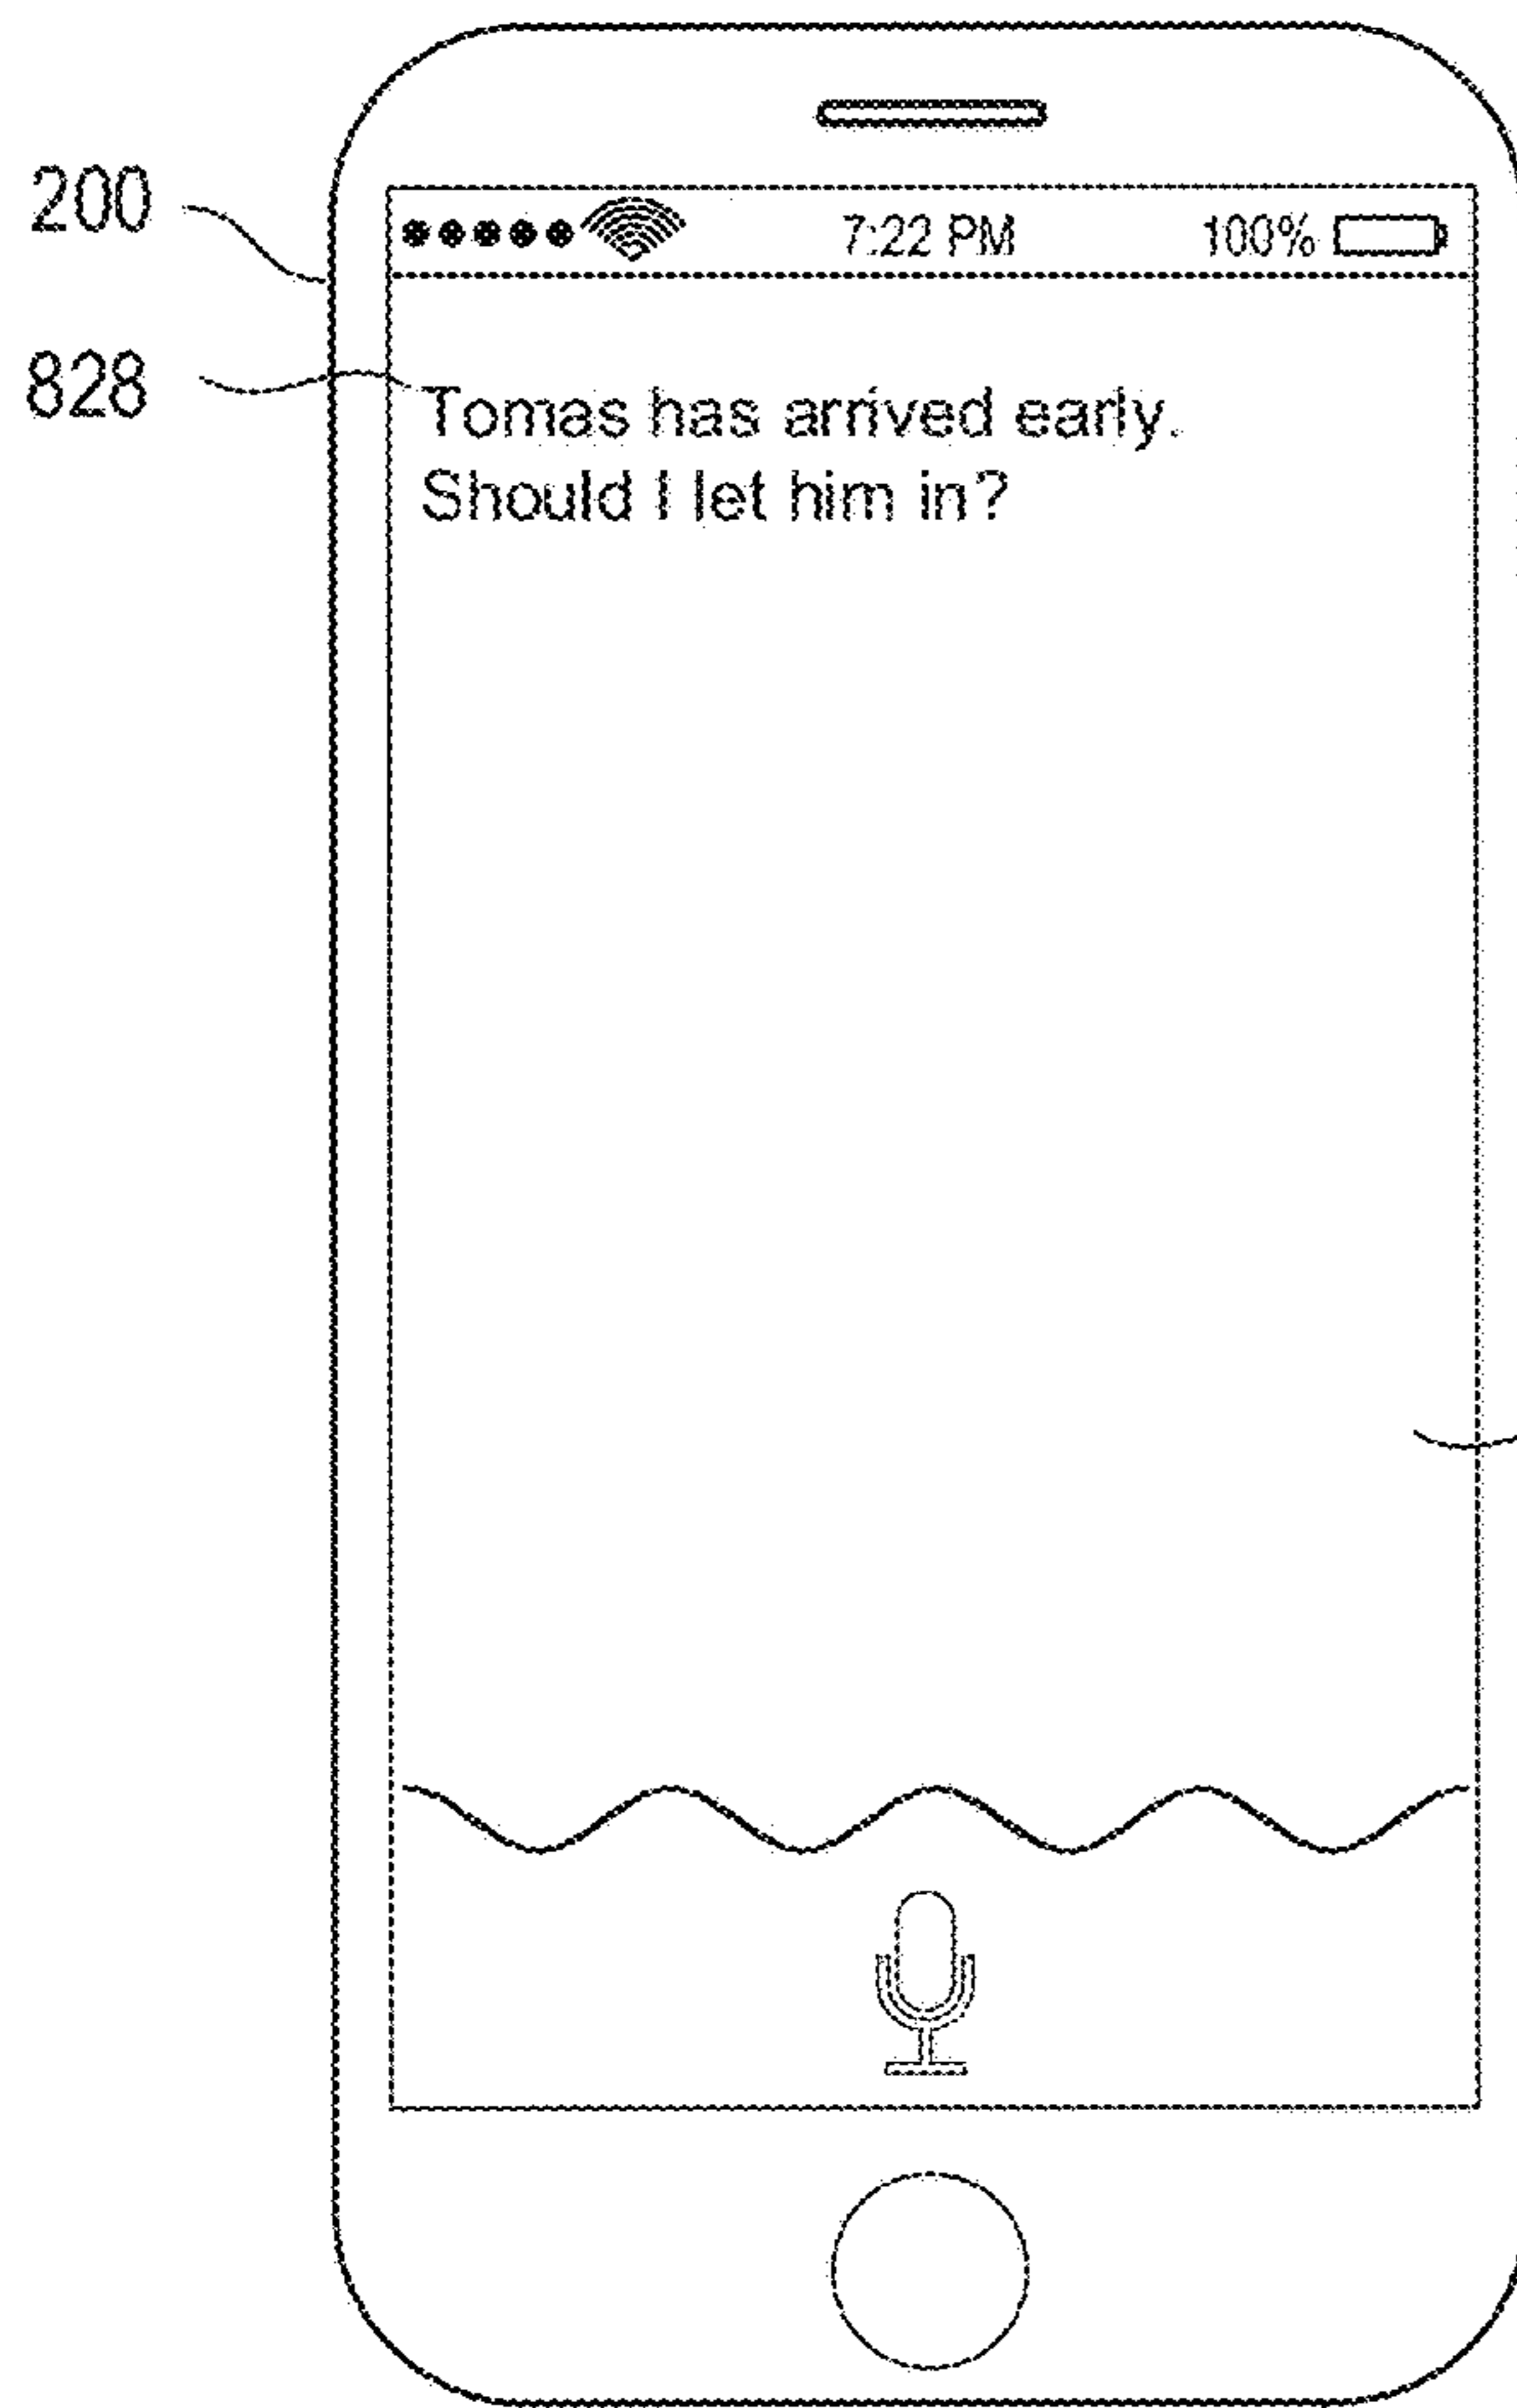 200
7:22 PM 100%
828
Tomas has arrived early.
Should I let him in?